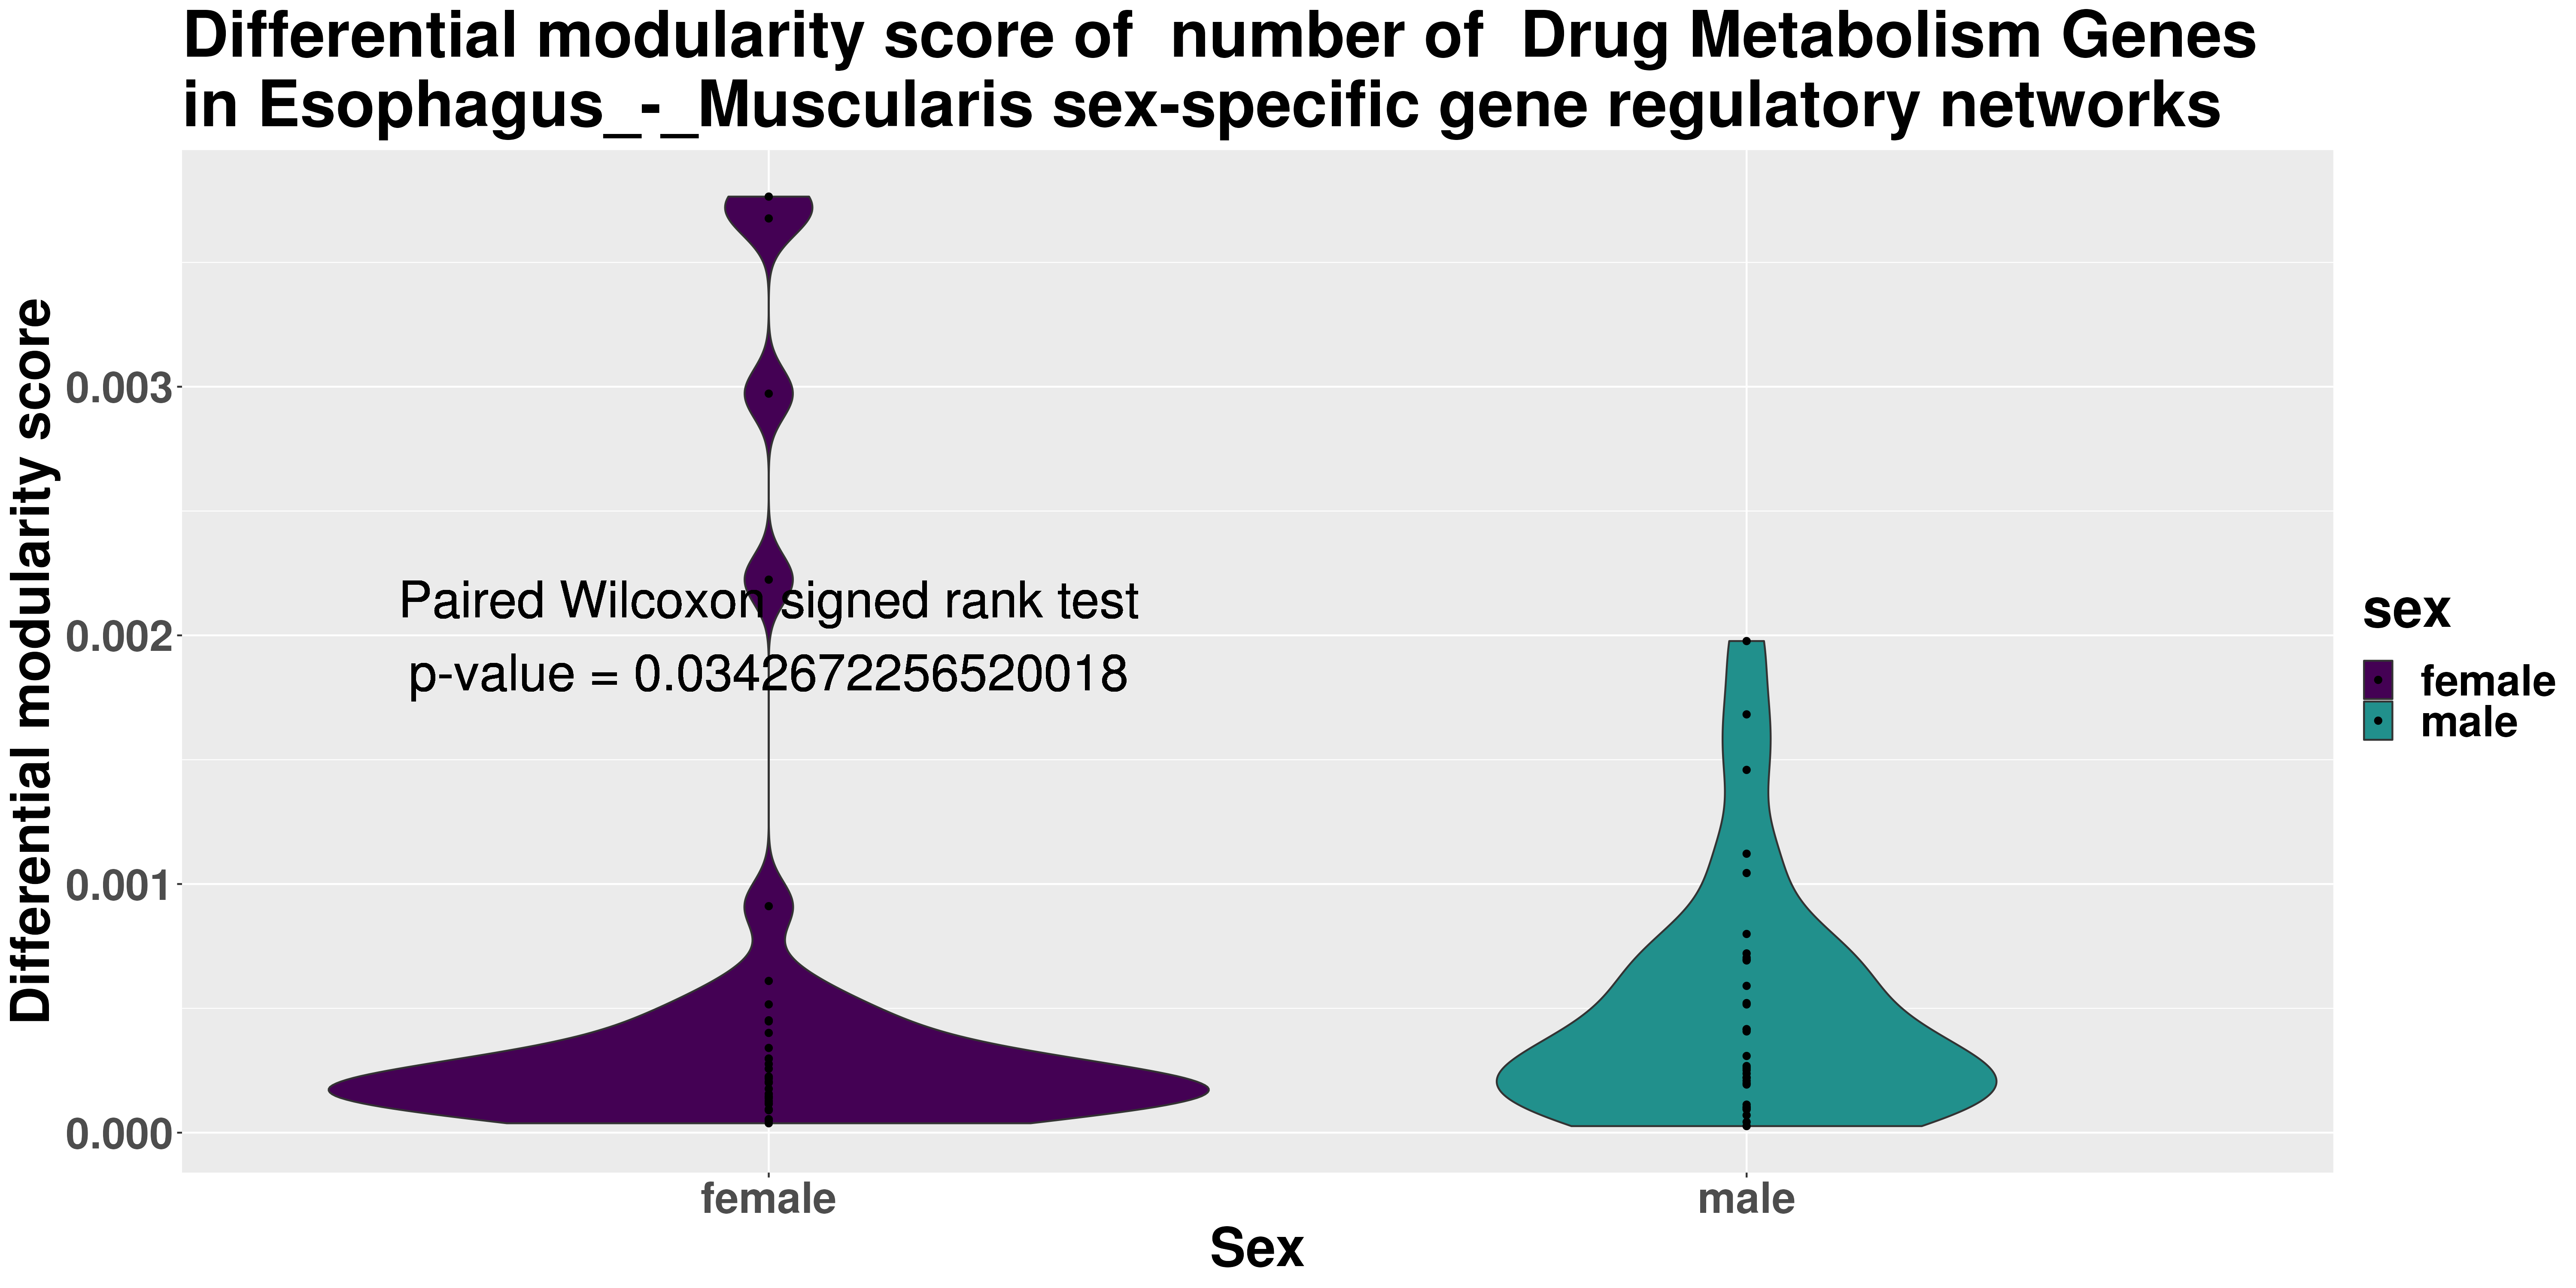 Differential modularity score of  number of  Drug Metabolism Genes
in Esophagus_-_Muscularis sex-specific gene regulatory networks
Differential modularity score
0.003
0.002
0.001
0.000
Paired Wilcoxon signed rank test
p-value = 0.0342672256520018
female
male
Sex
sex
female
male